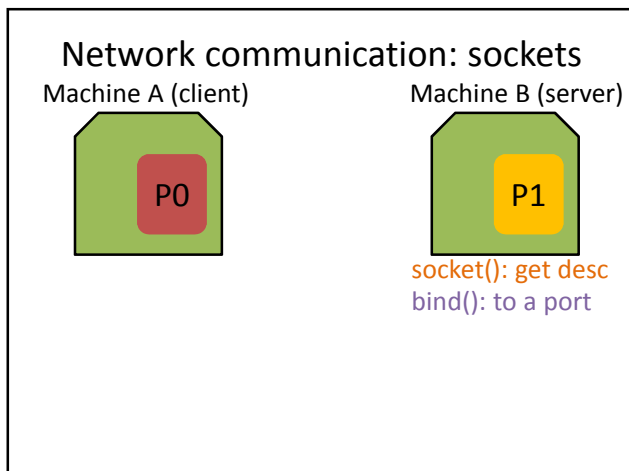 Network communication: sockets
Machine A (client)
Machine B (server)
P0
P1
socket(): get desc
bind(): to a port